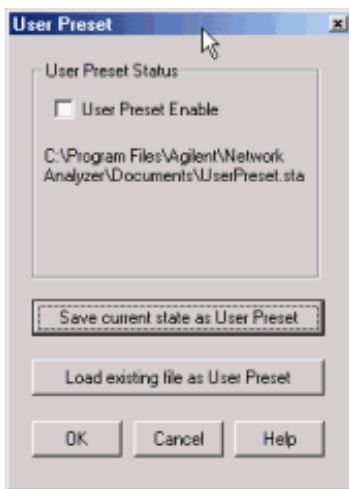 User Preset
User Preset Status
User Preset Enable
C:\Program Files\Agilent\Network
Analyzer\Documents\UserPreset.sta
Save current state as User Preset
Load existing file as User Preset
OK Cancel Help